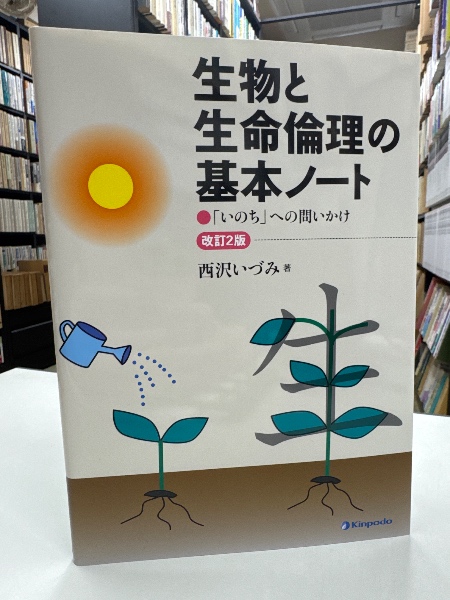 生物と
生命倫理の
基本ノート
●「いのち」への問いかけ
改訂2版
西沢いづみ 著
生
Kinpodo